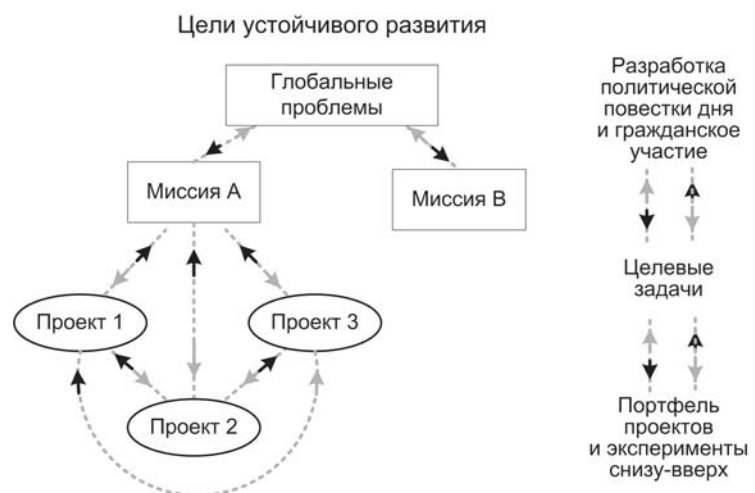 Цели устойчивого развития
Глобальные
проблемы
Миссия А
Миссия В
Проект 1
Проект 3
Проект 2
Разработка
политической
повестки дня
и гражданское
участие
Целевые
задачи
Портфель
проектов
и эксперименты
снизу-вверх